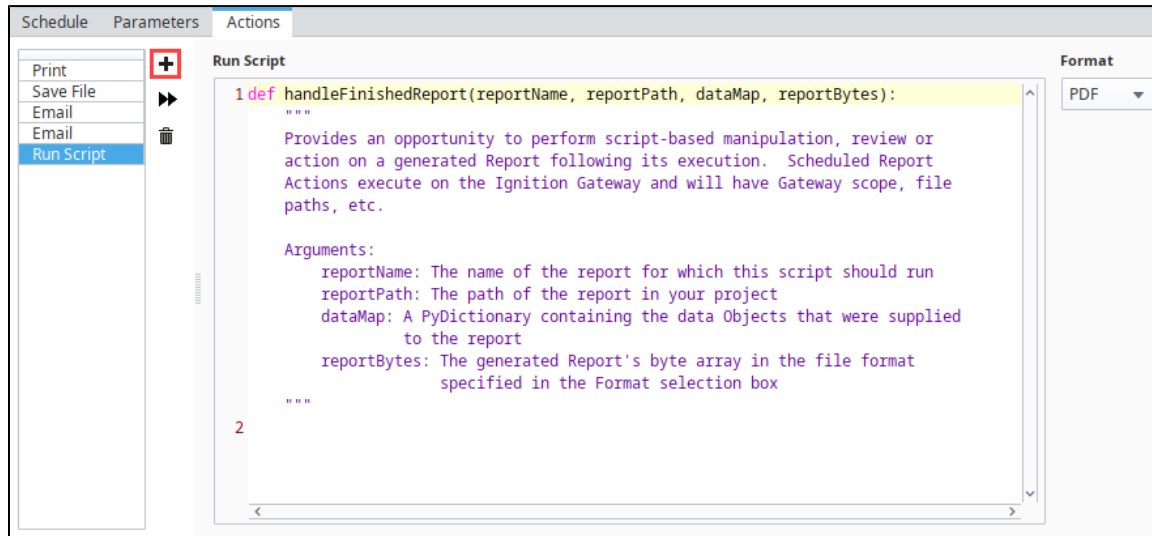 Schedule Parameters Actions
Print
Save File
Email
Email
Run Script
Run Script
1 def handleFinishedReport(reportName, reportPath, dataMap, reportBytes):
"""
Provides an opportunity to perform script-based manipulation, review or
action on a generated Report following its execution.  Scheduled Report
Actions execute on the Ignition Gateway and will have Gateway scope, file
paths, etc.
Arguments:
reportName: The name of the report for which this script should run
reportPath: The path of the report in your project
dataMap: A PyDictionary containing the data Objects that were supplied
to the report
reportBytes: The generated Report's byte array in the file format
specified in the Format selection box
"""
2
Format
PDF